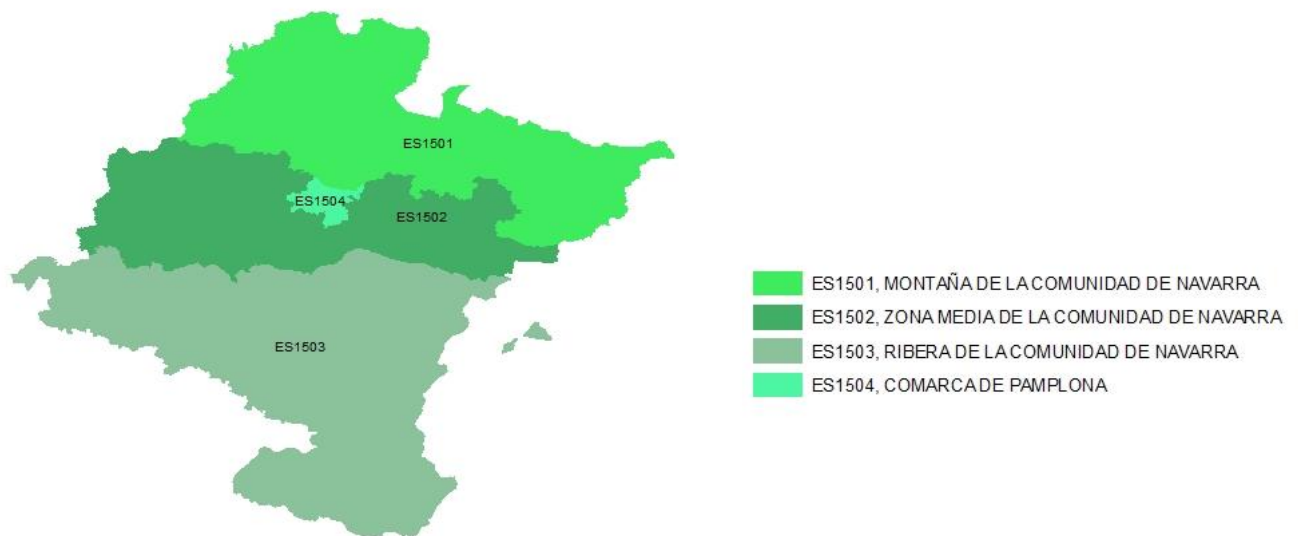 ES1501
ES1504
ES1502
ES1503
ES1501, MONTAÑA DE LA COMUNIDAD DE NAVARRA
ES1502, ZONA MEDIA DE LA COMUNIDAD DE NAVARRA
ES1503, RIBERA DE LA COMUNIDAD DE NAVARRA
ES1504, COMARCA DE PAMPLONA